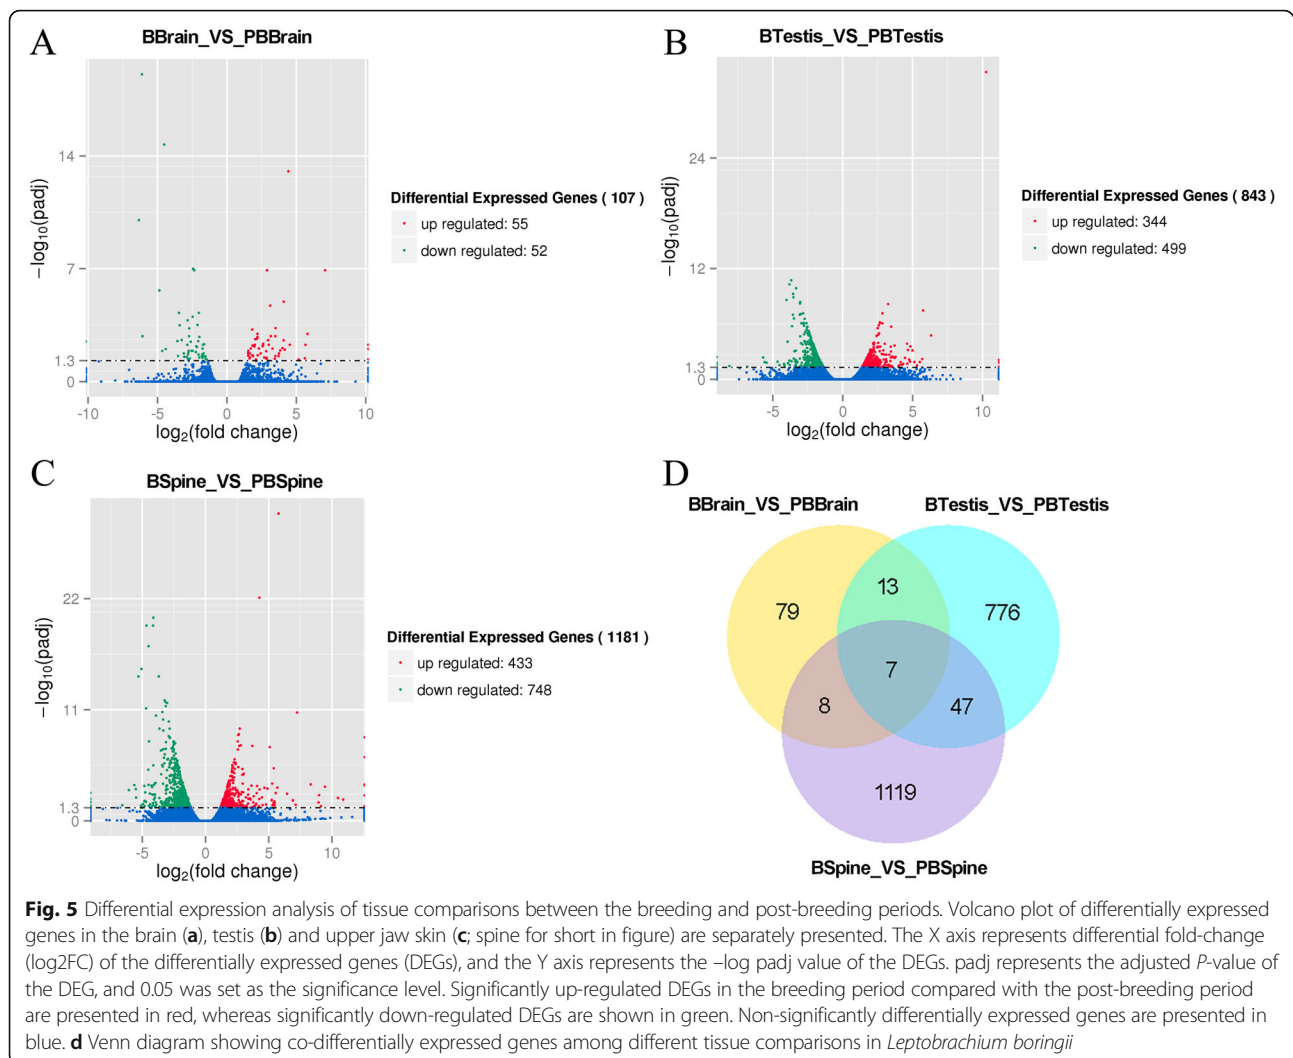 A
BBrain_VS_PBBrain
−log10(padj)
14
7
1.3
0
-10
-5
0
5
10
log2(fold change)
Differential Expressed Genes ( 107 )
up regulated: 55
down regulated: 52
B
BTestis_VS_PBTestis
−log10(padj)
24
12
1.3
0
-5
0
5
10
log2(fold change)
Differential Expressed Genes ( 843 )
up regulated: 344
down regulated: 499
C
BSpine_VS_PBSpine
−log10(padj)
22
11
1.3
0
-5
0
5
10
log2(fold change)
Differential Expressed Genes ( 1181 )
up regulated: 433
down regulated: 748
D
BBrain_VS_PBBrain
BTestis_VS_PBTestis
13
79
776
7
8
47
1119
BSpine_VS_PBSpine
Fig. 5 Differential expression analysis of tissue comparisons between the breeding and post-breeding periods. Volcano plot of differentially expressed
genes in the brain (a), testis (b) and upper jaw skin (c; spine for short in figure) are separately presented. The X axis represents differential fold-change
(log2FC) of the differentially expressed genes (DEGs), and the Y axis represents the –log padj value of the DEGs. padj represents the adjusted P-value of
the DEG, and 0.05 was set as the significance level. Significantly up-regulated DEGs in the breeding period compared with the post-breeding period
are presented in red, whereas significantly down-regulated DEGs are shown in green. Non-significantly differentially expressed genes are presented in
blue. d Venn diagram showing co-differentially expressed genes among different tissue comparisons in Leptobrachium boringii